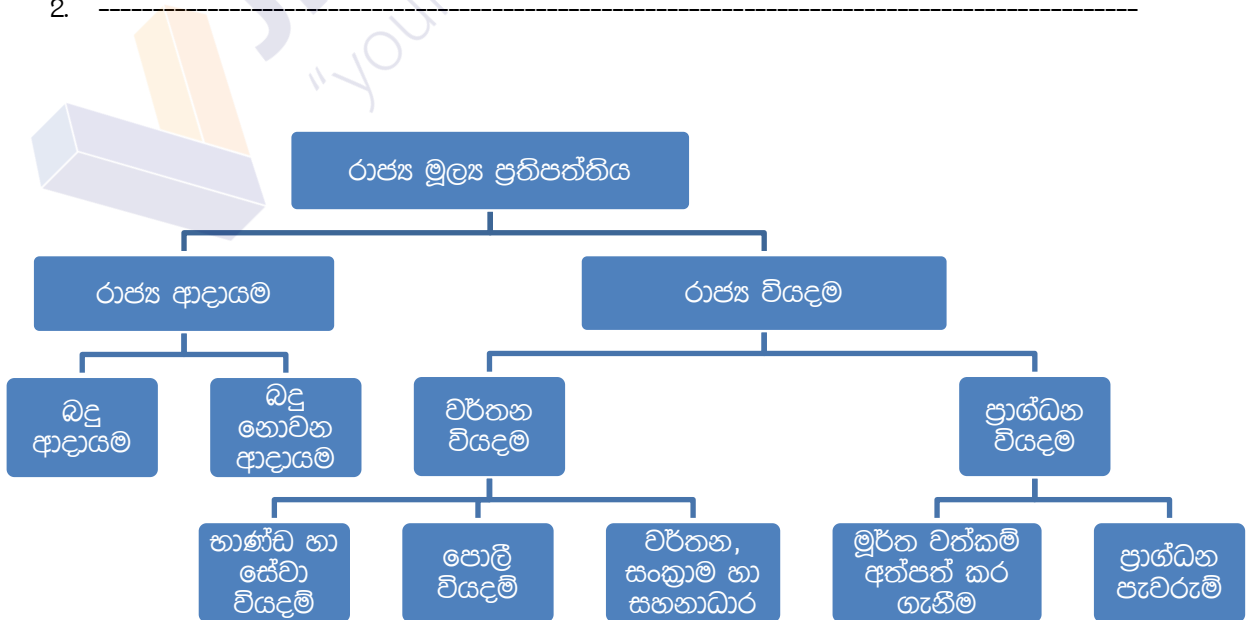 2.
"your
රාජ්‍ය මූල්‍ය ප්‍රතිපත්තිය
රාජ්‍ය ආදායම
රාජ්‍ය වියදම
බදු
ආදායම
බදු
නොවන
ආදායම
වර්තන
වියදම
ප්‍රාග්ධන
වියදම
භාණ්ඩ හා
සේවා
වියදම්
පොලී
වියදම්
වර්තන,
සංක්‍රාම හා
සහනාධාර
මූර්ත වත්කම්
අත්පත් කර
ගැනීම
ප්‍රාග්ධන
පැවරුම්